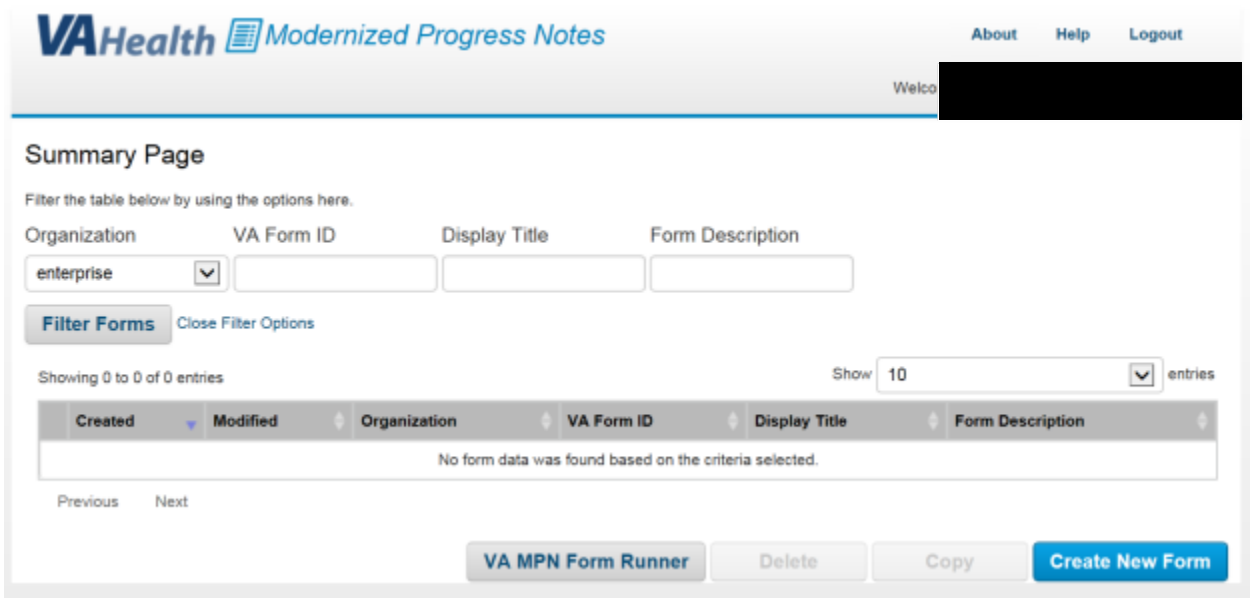 VA Health Modernized Progress Notes
About Help Logout
Welco
Summary Page
Filter the table below by using the options here.
Organization VA Form ID Display Title Form Description
enterprise
Filter Forms Close Filter Options
Showing 0 to 0 of 0 entries Show 10 entries
Created Modified Organization VA Form ID Display Title Form Description
No form data was found based on the criteria selected.
Previous Next
VA MPN Form Runner Delete Copy Create New Form